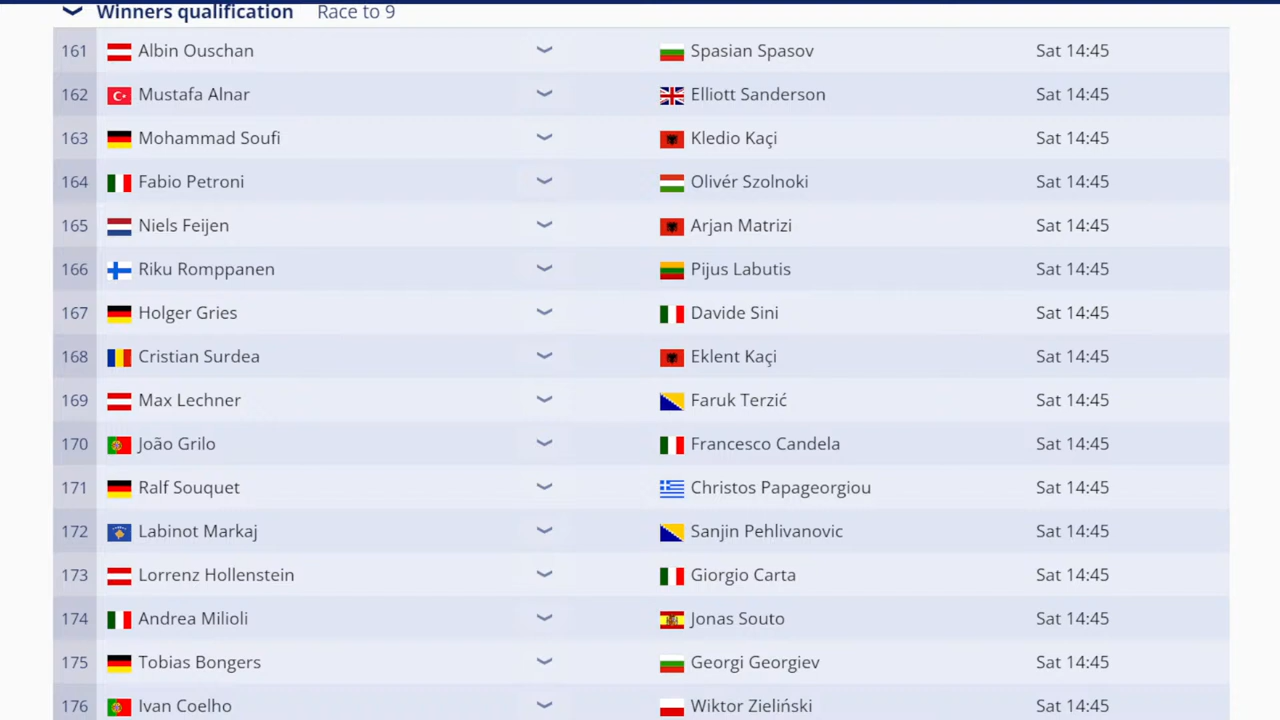 Winners qualification Race to 9
161 Albin Ouschan Spasian Spasov Sat 14:45
162 Mustafa Alnar Elliott Sanderson Sat 14:45
163 Mohammad Soufi Kledio Kaçi Sat 14:45
164 Fabio Petroni Olivér Szolnoki Sat 14:45
165 Niels Feijen Arjan Matrizi Sat 14:45
166 Riku Romppanen Pijus Labutis Sat 14:45
167 Holger Gries Davide Sini Sat 14:45
168 Cristian Surdea Eklent Kaçi Sat 14:45
169 Max Lechner Faruk Terzić Sat 14:45
170 João Grilo Francesco Candela Sat 14:45
171 Ralf Souquet Christos Papageorgiou Sat 14:45
172 Labinot Markaj Sanjin Pehlivanovic Sat 14:45
173 Lorrenz Hollenstein Giorgio Carta Sat 14:45
174 Andrea Milioli Jonas Souto Sat 14:45
175 Tobias Bongers Georgi Georgiev Sat 14:45
176 Ivan Coelho Wiktor Zieliński Sat 14:45